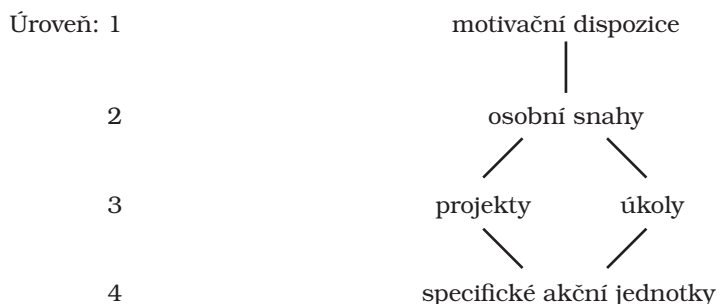 Úroveň: 1 motivační dispozice
2 osobní snahy
3 projekty úkoly
4 specifické akční jednotky